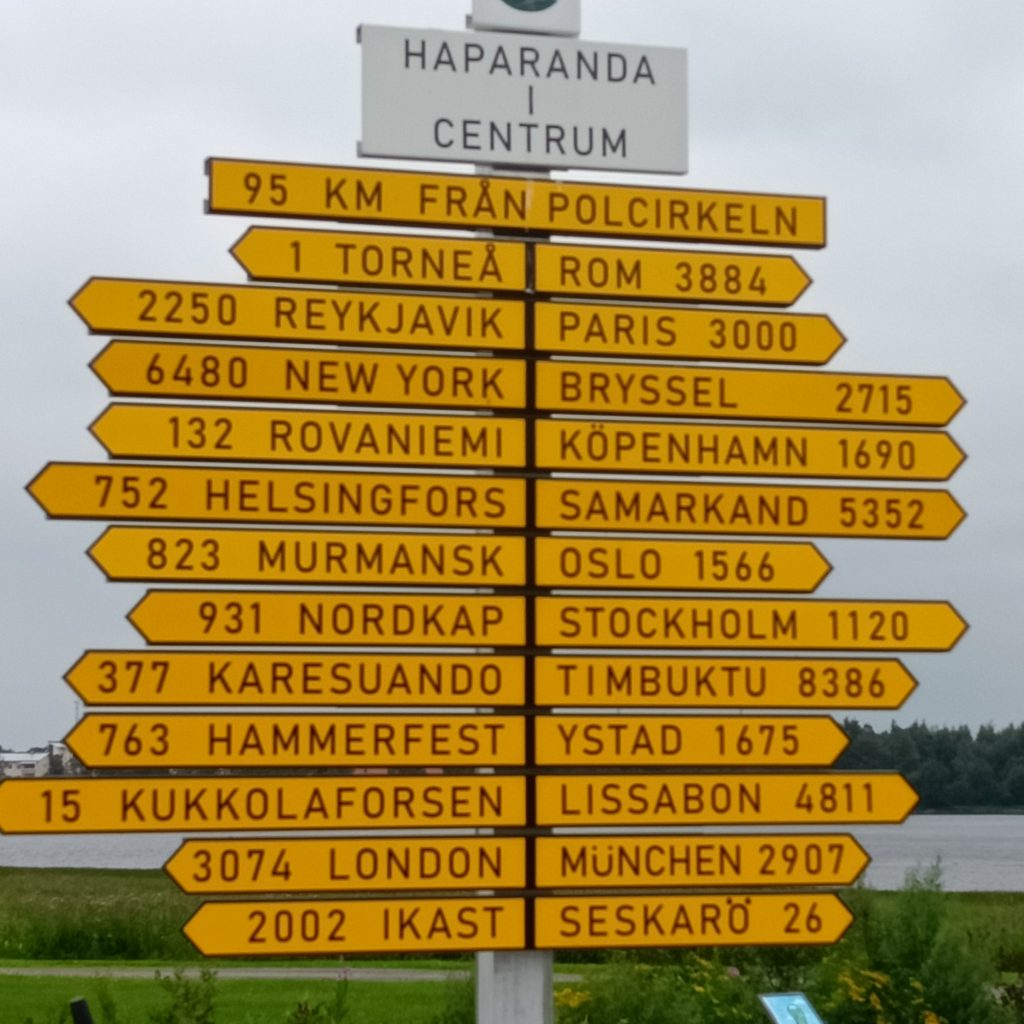 HAPARANDA
I
CENTRUM
95 KM FRÅN POLCIRKELN
1 TORNEÅ ROM 3884
2250 REYKJAVIK PARIS 3000
6480 NEW YORK BRYSSEL 2715
132 ROVANIEMI KÖPENHAMN 1690
752 HELSINGFORS SAMARKAND 5352
823 MURMANSK OSLO 1566
931 NORDKAP STOCKHOLM 1120
377 KARESUANDO TIMBUKTU 8386
763 HAMMERFEST YSTAD 1675
15 KUKKOLAFORSEN LISSABON 4811
3074 LONDON MÜNCHEN 2907
2002 IKAST SESKARÖ 26